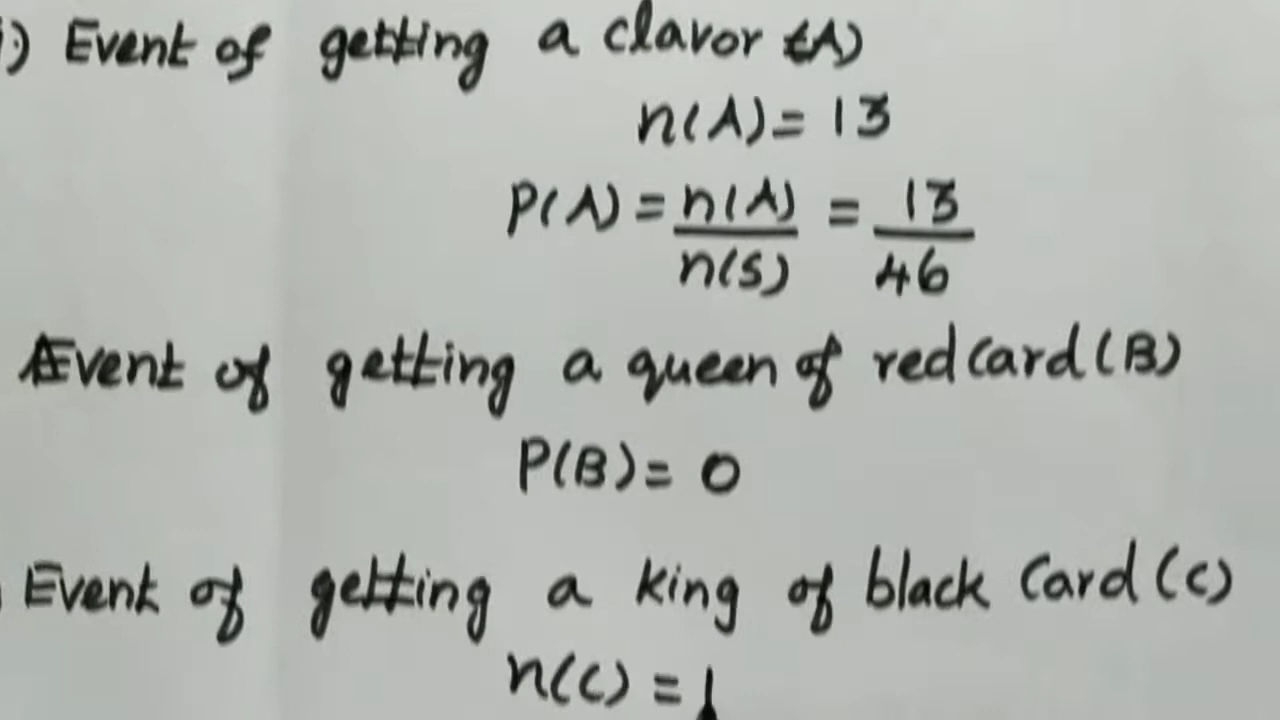 i) Event of getting a clavor (A)
n(A) = 13
P(A) = n(A)/n(S) = 13/46
Event of getting a queen of red card (B)
P(B) = 0
Event of getting a king of black card (C)
n(C) = 1